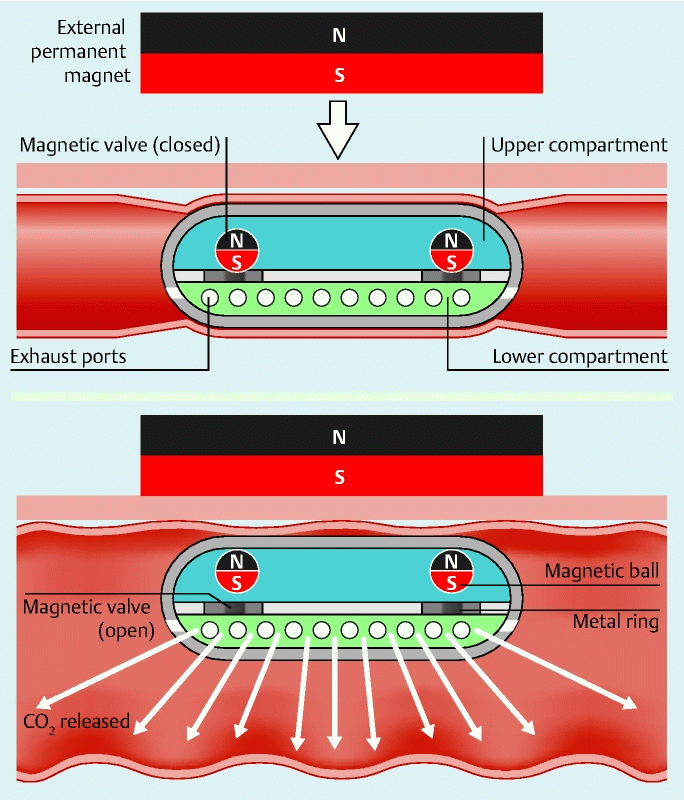 External
permanent
magnet
N
S
Magnetic valve (closed)
Upper compartment
N
S
N
S
Exhaust ports
Lower compartment
N
S
N
S
N
S
Magnetic ball
Magnetic valve
(open)
Metal ring
CO₂ released